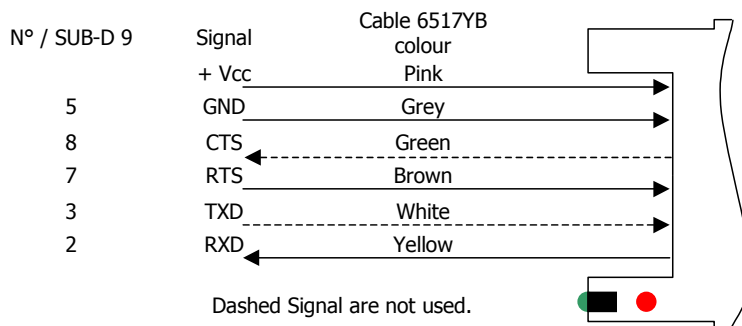 Cable 6517YB
N° / SUB-D 9 Signal colour
+ Vcc Pink
5 GND Grey
8 CTS Green
7 RTS Brown
3 TXD White
2 RXD Yellow
Dashed Signal are not used.